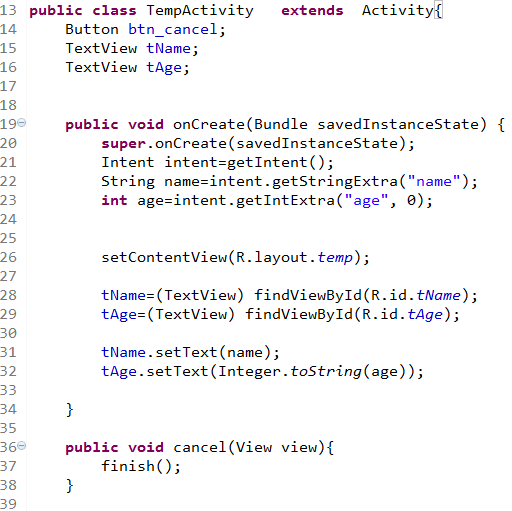 13 public class TempActivity   extends  Activity{
14     Button btn_cancel;
15     TextView tName;
16     TextView tAge;
17
18
19     public void onCreate(Bundle savedInstanceState) {
20         super.onCreate(savedInstanceState);
21         Intent intent=getIntent();
22         String name=intent.getStringExtra("name");
23         int age=intent.getIntExtra("age", 0);
24
25
26         setContentView(R.layout.temp);
27
28         tName=(TextView) findViewById(R.id.tName);
29         tAge=(TextView) findViewById(R.id.tAge);
30
31         tName.setText(name);
32         tAge.setText(Integer.toString(age));
33
34     }
35
36     public void cancel(View view){
37         finish();
38     }
39